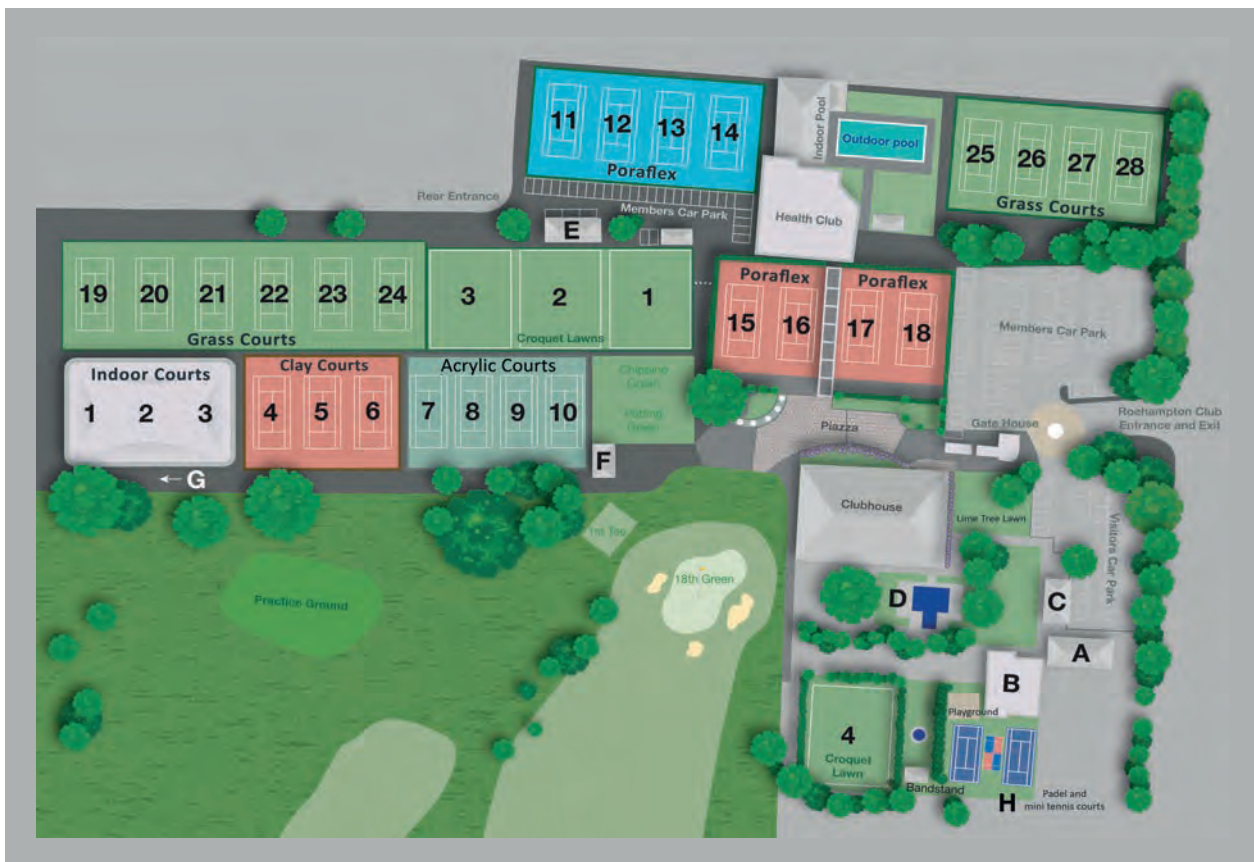 11 12 13 14
Poraflex
Indoor Pool
Outdoor pool
25 26 27 28
Grass Courts
Rear Entrance
Members Car Park
Health Club
E
19 20 21 22 23 24
Grass Courts
3 2 1
Croquet Lawns
Poraflex
15 16
Poraflex
17 18
Members Car Park
Indoor Courts
1 2 3
Clay Courts
4 5 6
Acrylic Courts
7 8 9 10
Chipping
Green
Putting
Green
Roehampton Club
Entrance and Exit
Piazza
Gate House
F
← G
Clubhouse
Lime Tree Lawn
Visitors Car Park
1st Tee
18th Green
Practice Ground
D
C
A
B
Playground
4
Croquet
Lawn
Bandstand
H
Padel and
mini tennis courts